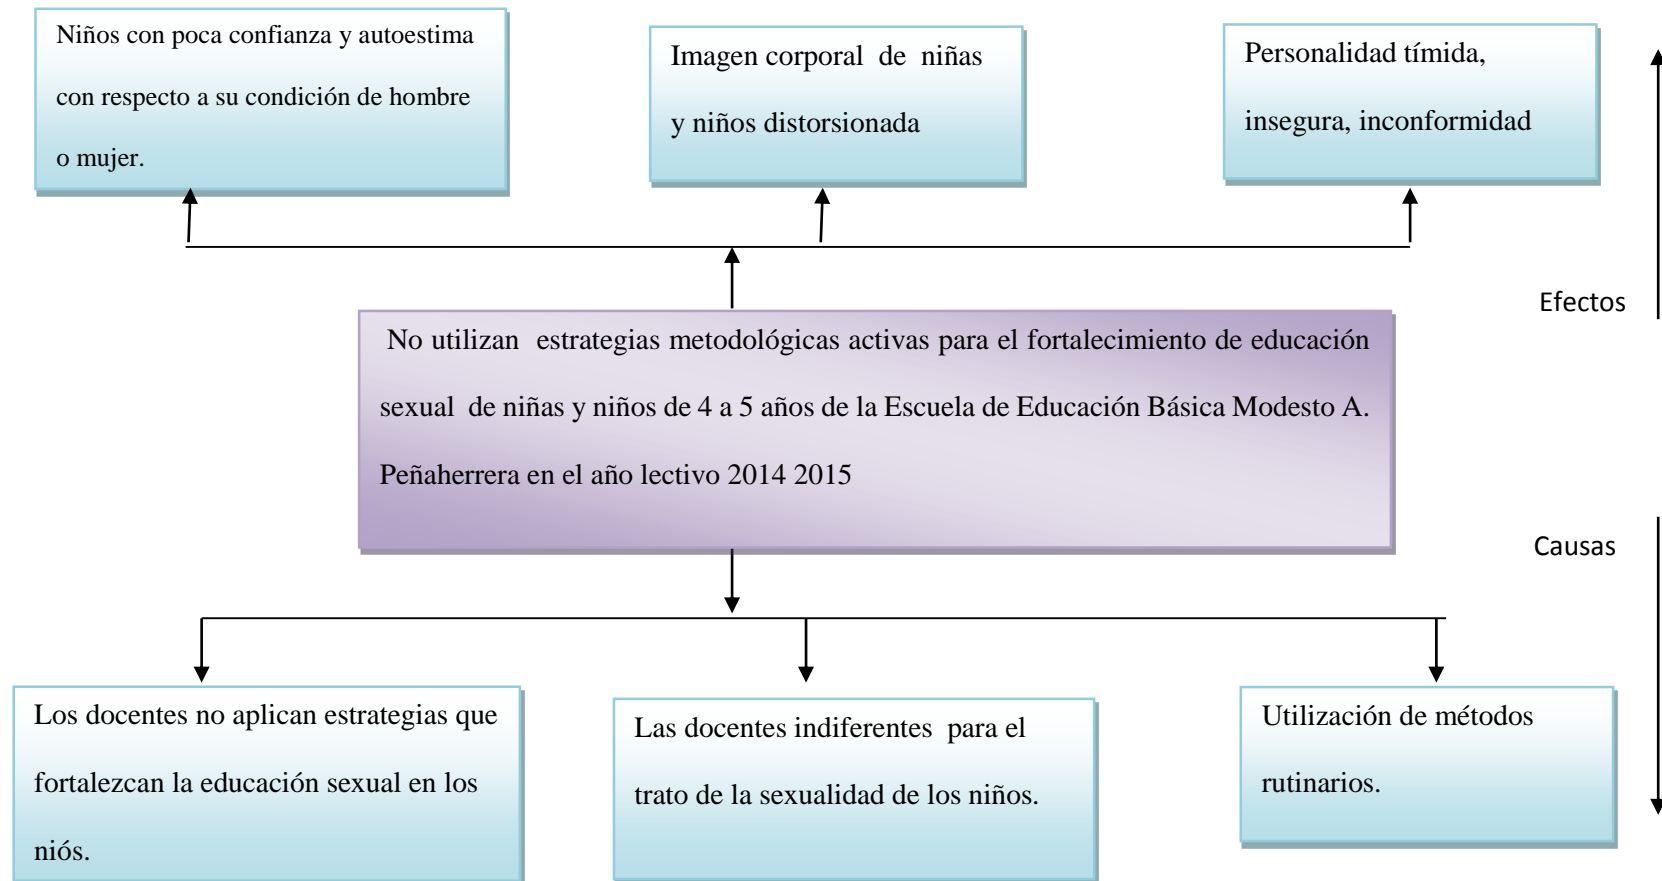 Niños con poca confianza y autoestima
con respecto a su condición de hombre
o mujer.
Imagen corporal de niñas
y niños distorsionada
Personalidad tímida,
insegura, inconformidad
Efectos
No utilizan estrategias metodológicas activas para el fortalecimiento de educación
sexual de niñas y niños de 4 a 5 años de la Escuela de Educación Básica Modesto A.
Peñaherrera en el año lectivo 2014 2015
Causas
Los docentes no aplican estrategias que
fortalezcan la educación sexual en los
niós.
Las docentes indiferentes para el
trato de la sexualidad de los niños.
Utilización de métodos
rutinarios.